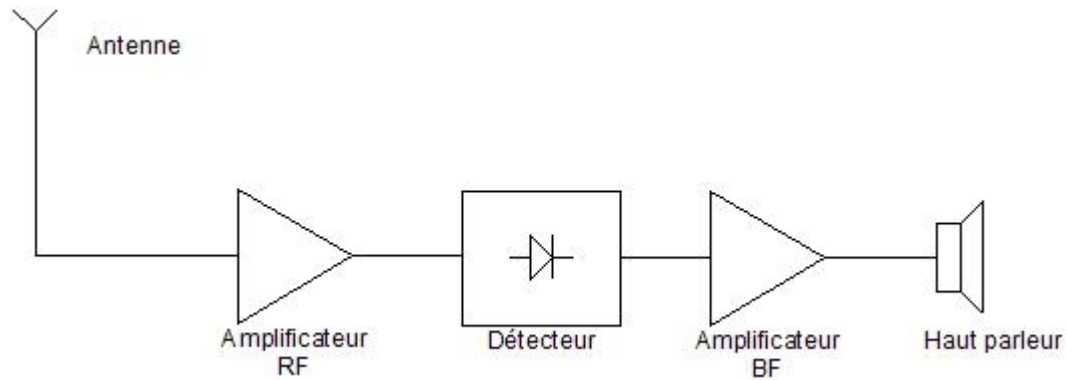 Antenne
Amplificateur
RF
Détecteur
Amplificateur
BF
Haut parleur